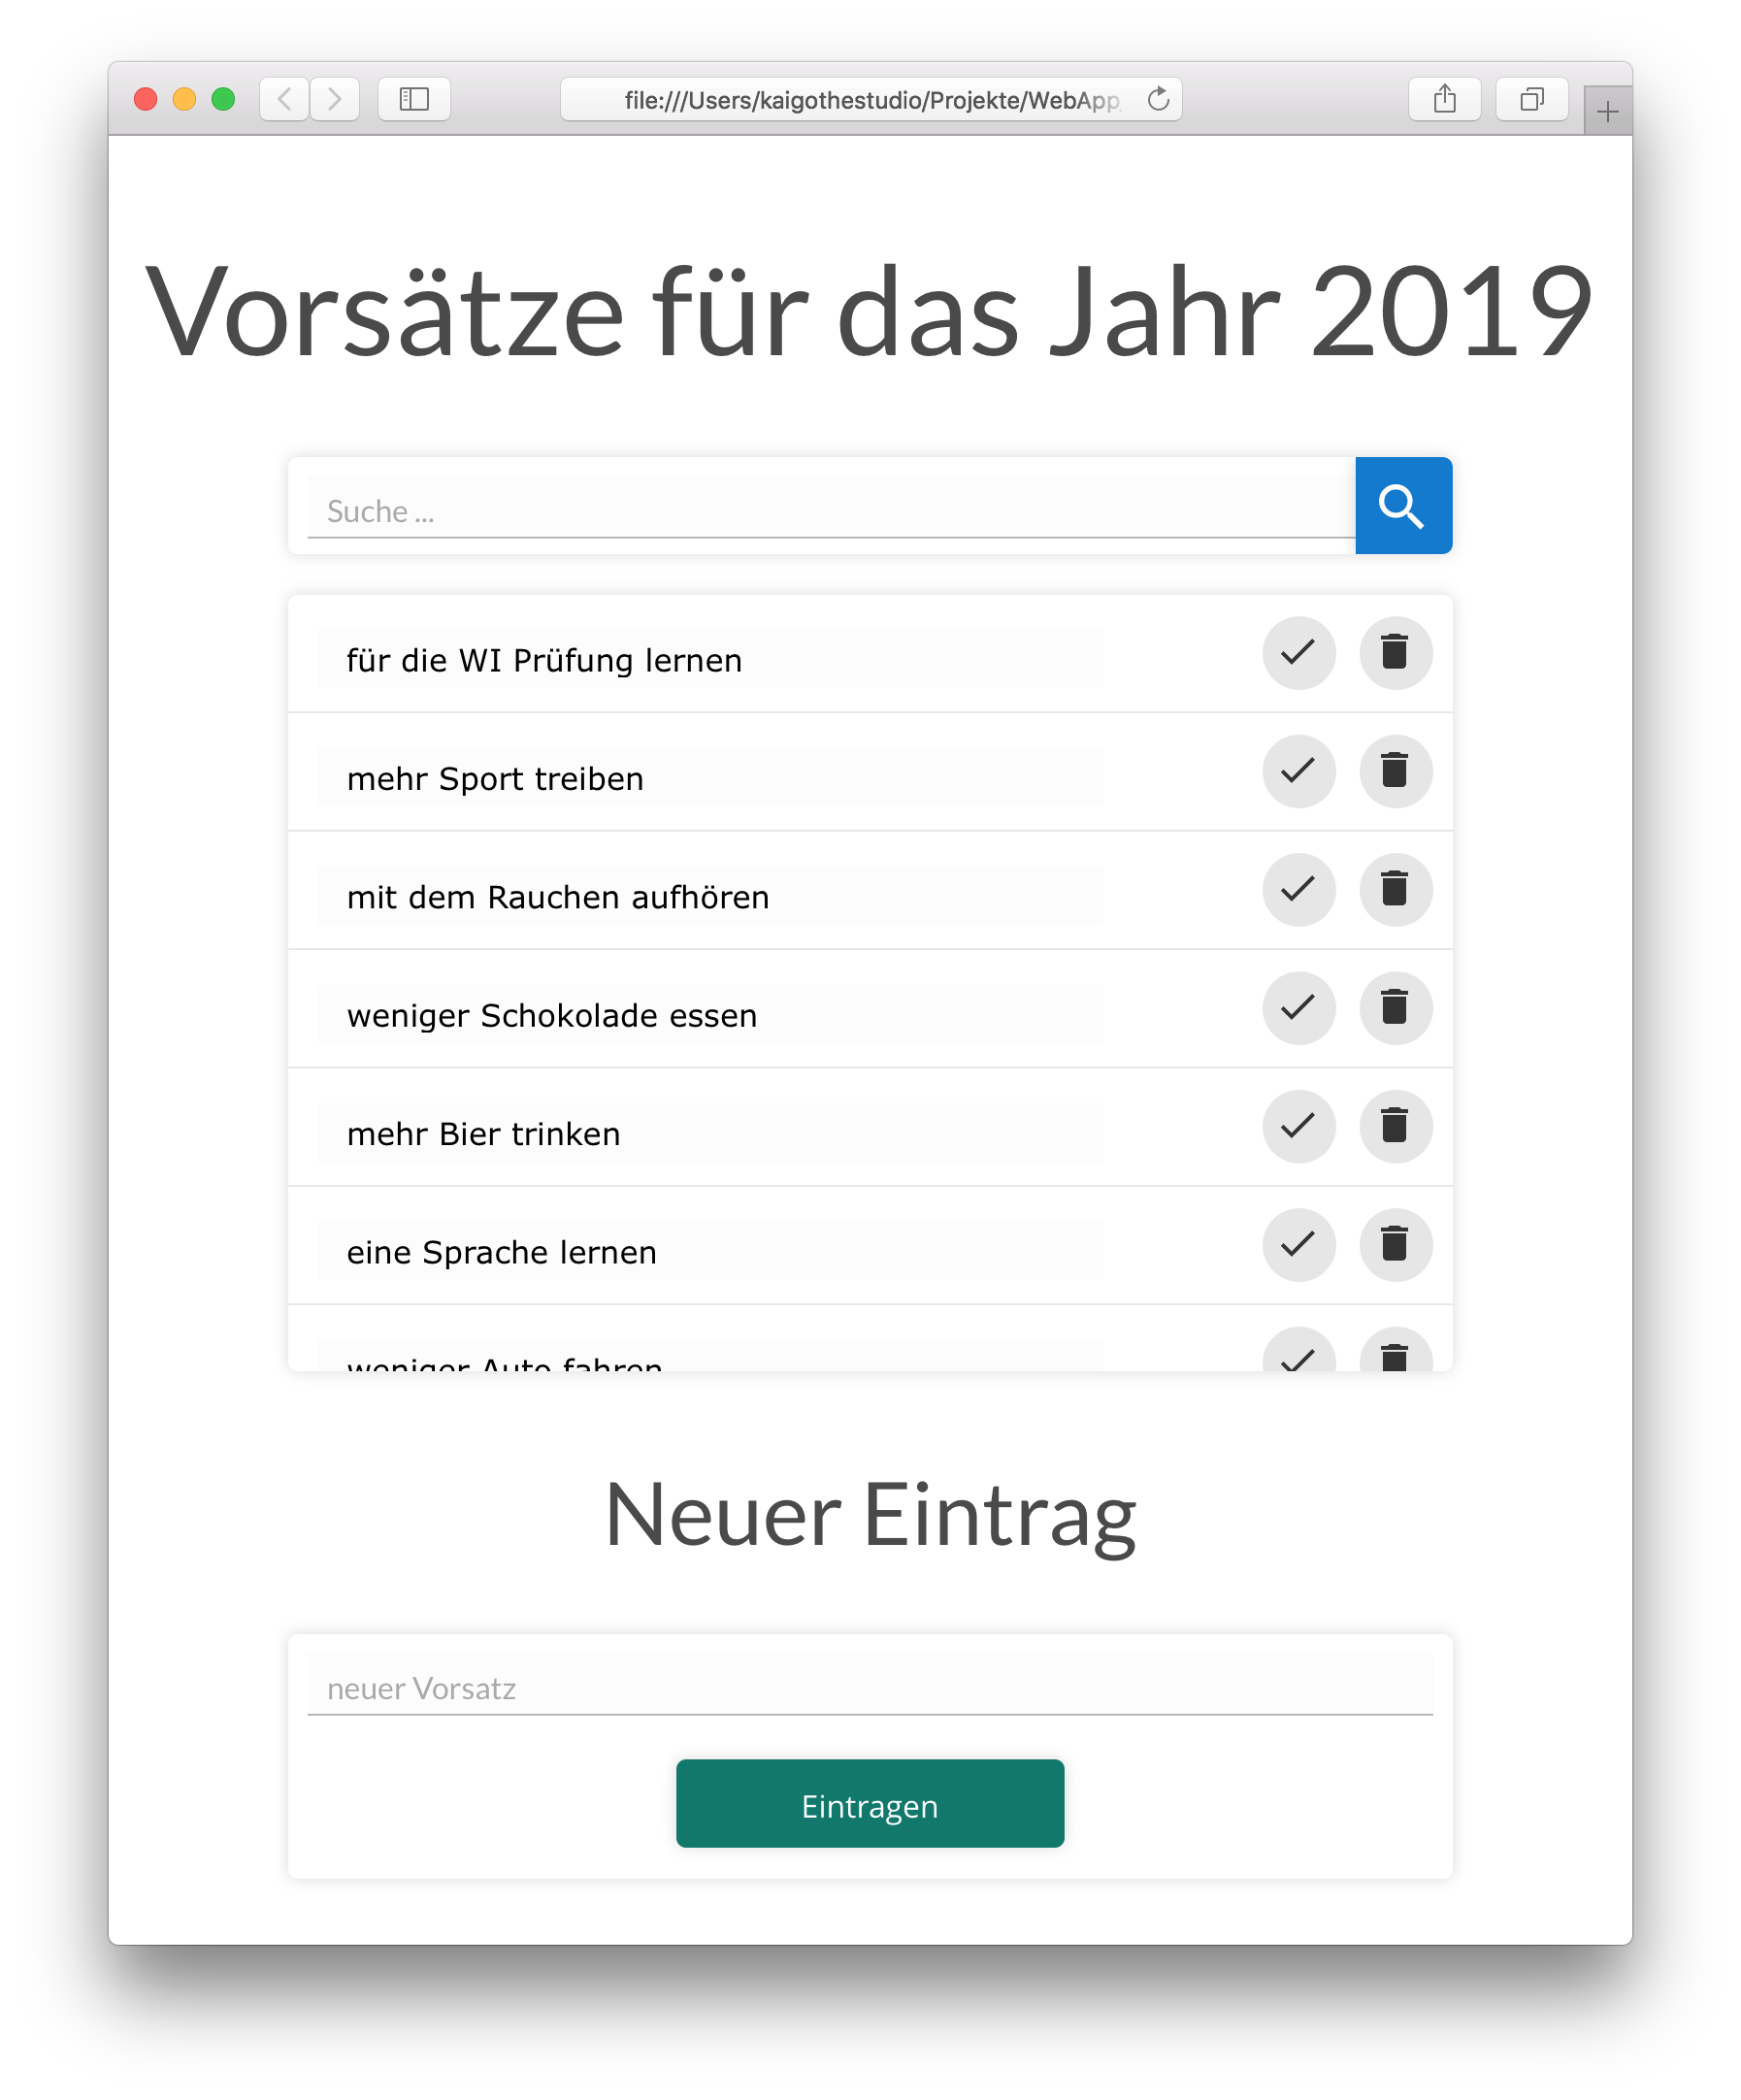 file:///Users/kaigothestudio/Projekte/WebApp
Vorsätze für das Jahr 2019
Suche ...
für die WI Prüfung lernen
mehr Sport treiben
mit dem Rauchen aufhören
weniger Schokolade essen
mehr Bier trinken
eine Sprache lernen
weniger Auto fahren
Neuer Eintrag
neuer Vorsatz
Eintragen